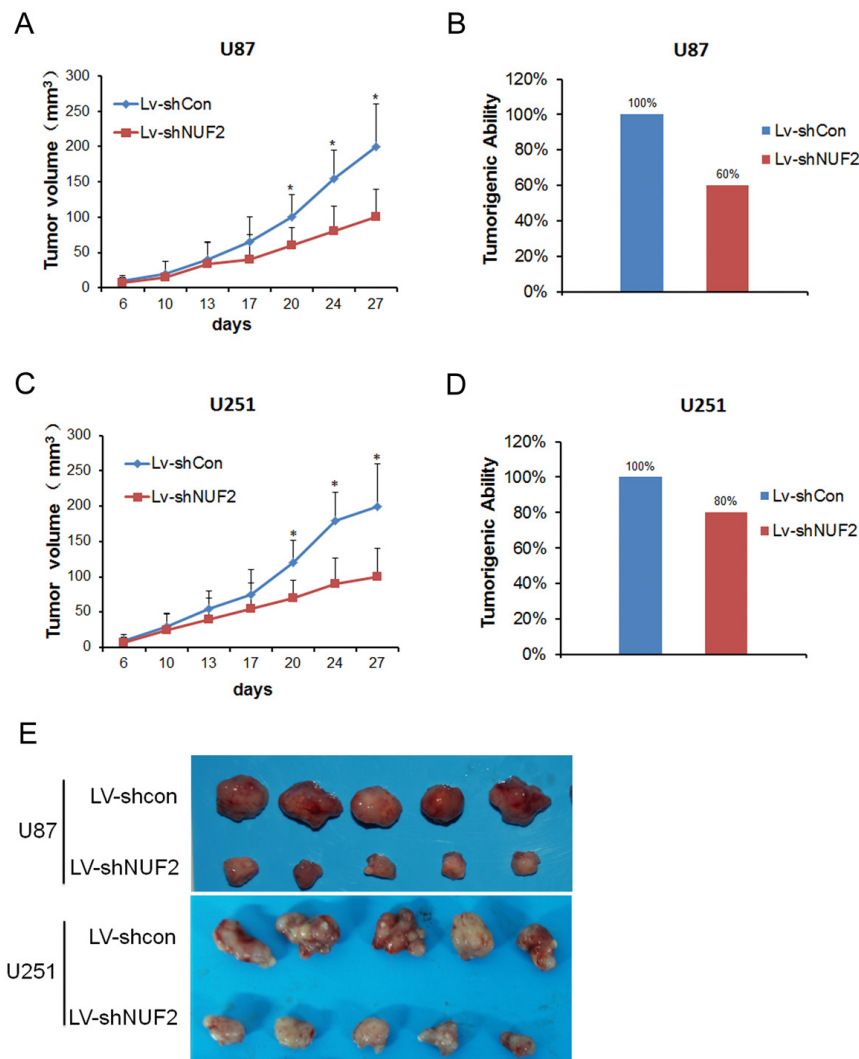 A
U87
Tumor volume（mm³）
300
250
200
150
100
50
0
Lv-shCon
Lv-shNUF2
*
*
*
6 10 13 17 20 24 27
days
B
U87
Tumorigenic Ability
120%
100%
80%
60%
40%
20%
0%
100%
60%
Lv-shCon
Lv-shNUF2
C
U251
Tumor volume（mm³）
300
250
200
150
100
50
0
Lv-shCon
Lv-shNUF2
*
*
*
6 10 13 17 20 24 27
days
D
U251
Tumorigenic Ability
120%
100%
80%
60%
40%
20%
0%
100%
80%
Lv-shCon
Lv-shNUF2
E
U87
LV-shcon
LV-shNUF2
U251
LV-shcon
LV-shNUF2